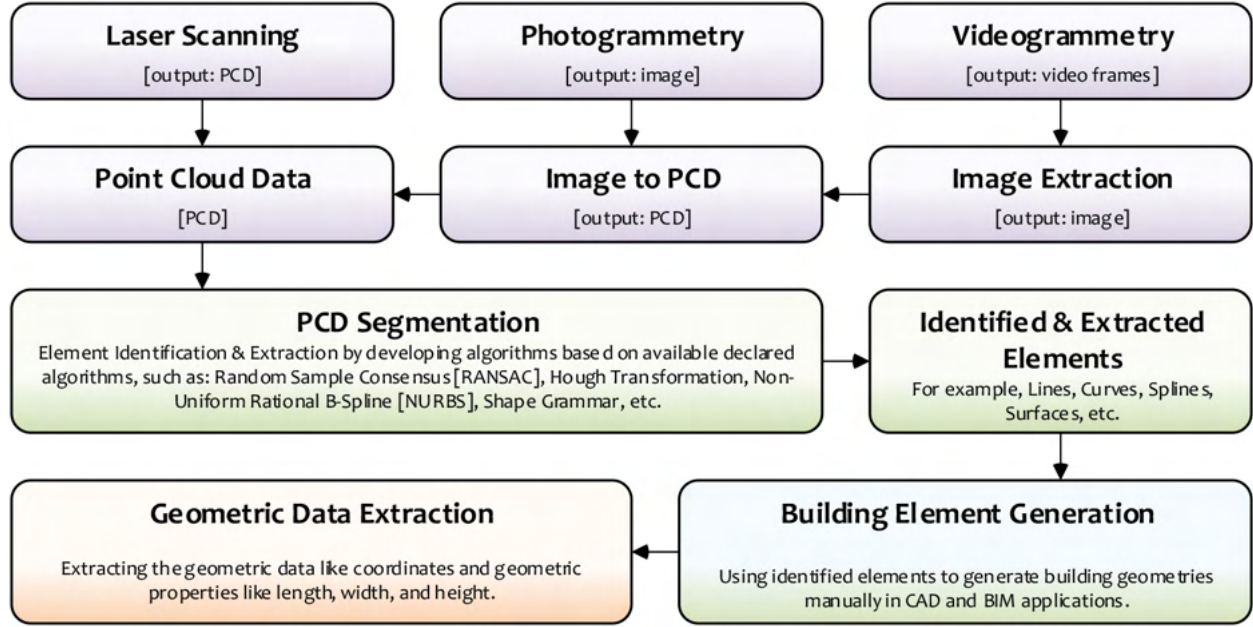 Laser Scanning
[output: PCD]
Photogrammetry
[output: image]
Videogrammetry
[output: video frames]
Point Cloud Data
[PCD]
Image to PCD
[output: PCD]
Image Extraction
[output: image]
PCD Segmentation
Element Identification & Extraction by developing algorithms based on available declared
algorithms, such as: Random Sample Consensus [RANSAC], Hough Transformation, Non-
Uniform Rational B-Spline [NURBS], Shape Grammar, etc.
Identified & Extracted
Elements
For example, Lines, Curves, Splines,
Surfaces, etc.
Geometric Data Extraction
Extracting the geometric data like coordinates and geometric
properties like length, width, and height.
Building Element Generation
Using identified elements to generate building geometries
manually in CAD and BIM applications.